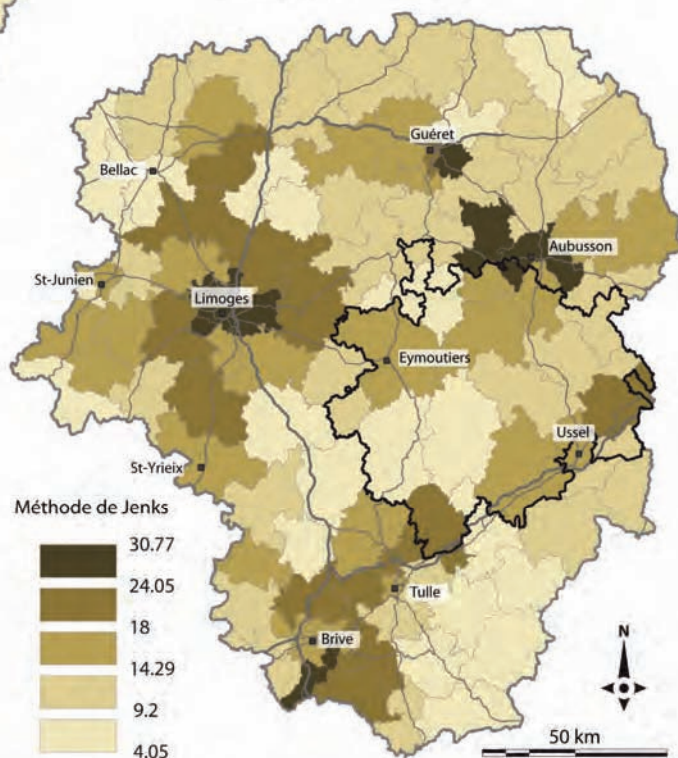 Guéret
Bellac
Aubusson
St-Junien
Limoges
Eymoutiers
Ussel
St-Yrieix
Méthode de Jenks
30.77
24.05
18
14.29
9.2
4.05
Tulle
Brive
N
50 km